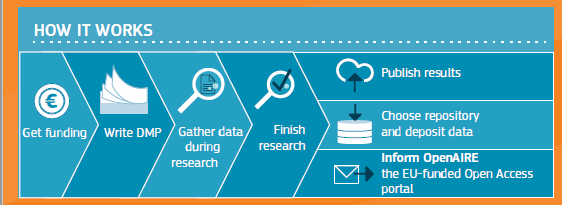 HOW IT WORKS
Get funding
Write DMP
Gather data
during
research
Finish
research
Publish results
Choose repository
and deposit data
Inform OpenAIRE
the EU-funded Open Access
portal